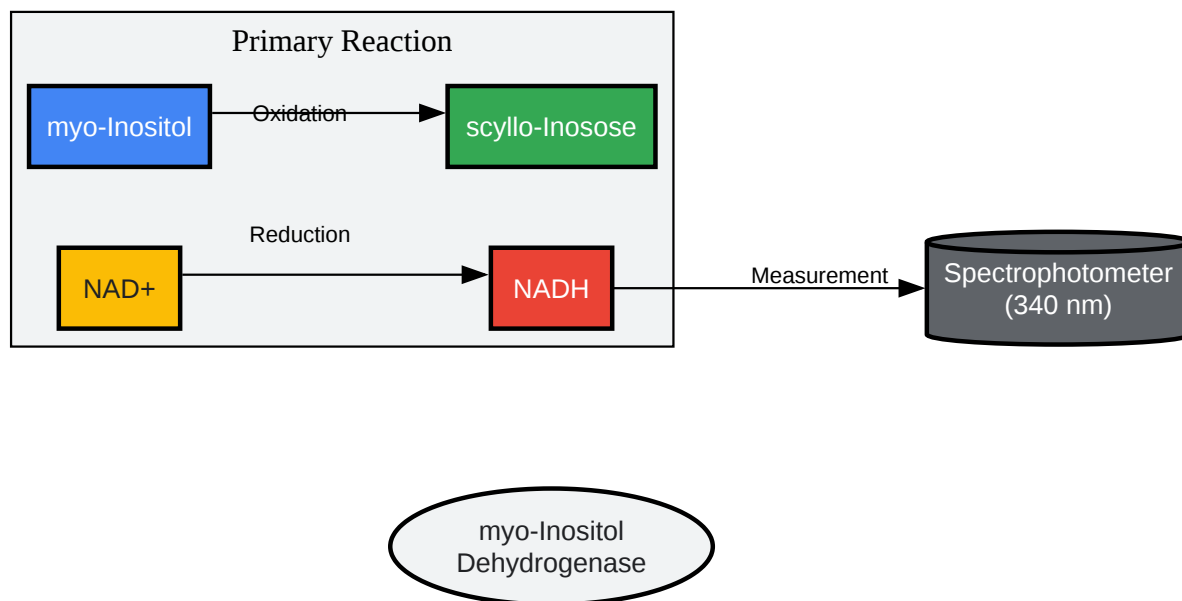 Primary Reaction
myo-Inositol
Oxidation
scyllo-Inosose
Reduction
NAD+
NADH
Measurement
Spectrophotometer
(340 nm)
myo-Inositol
Dehydrogenase